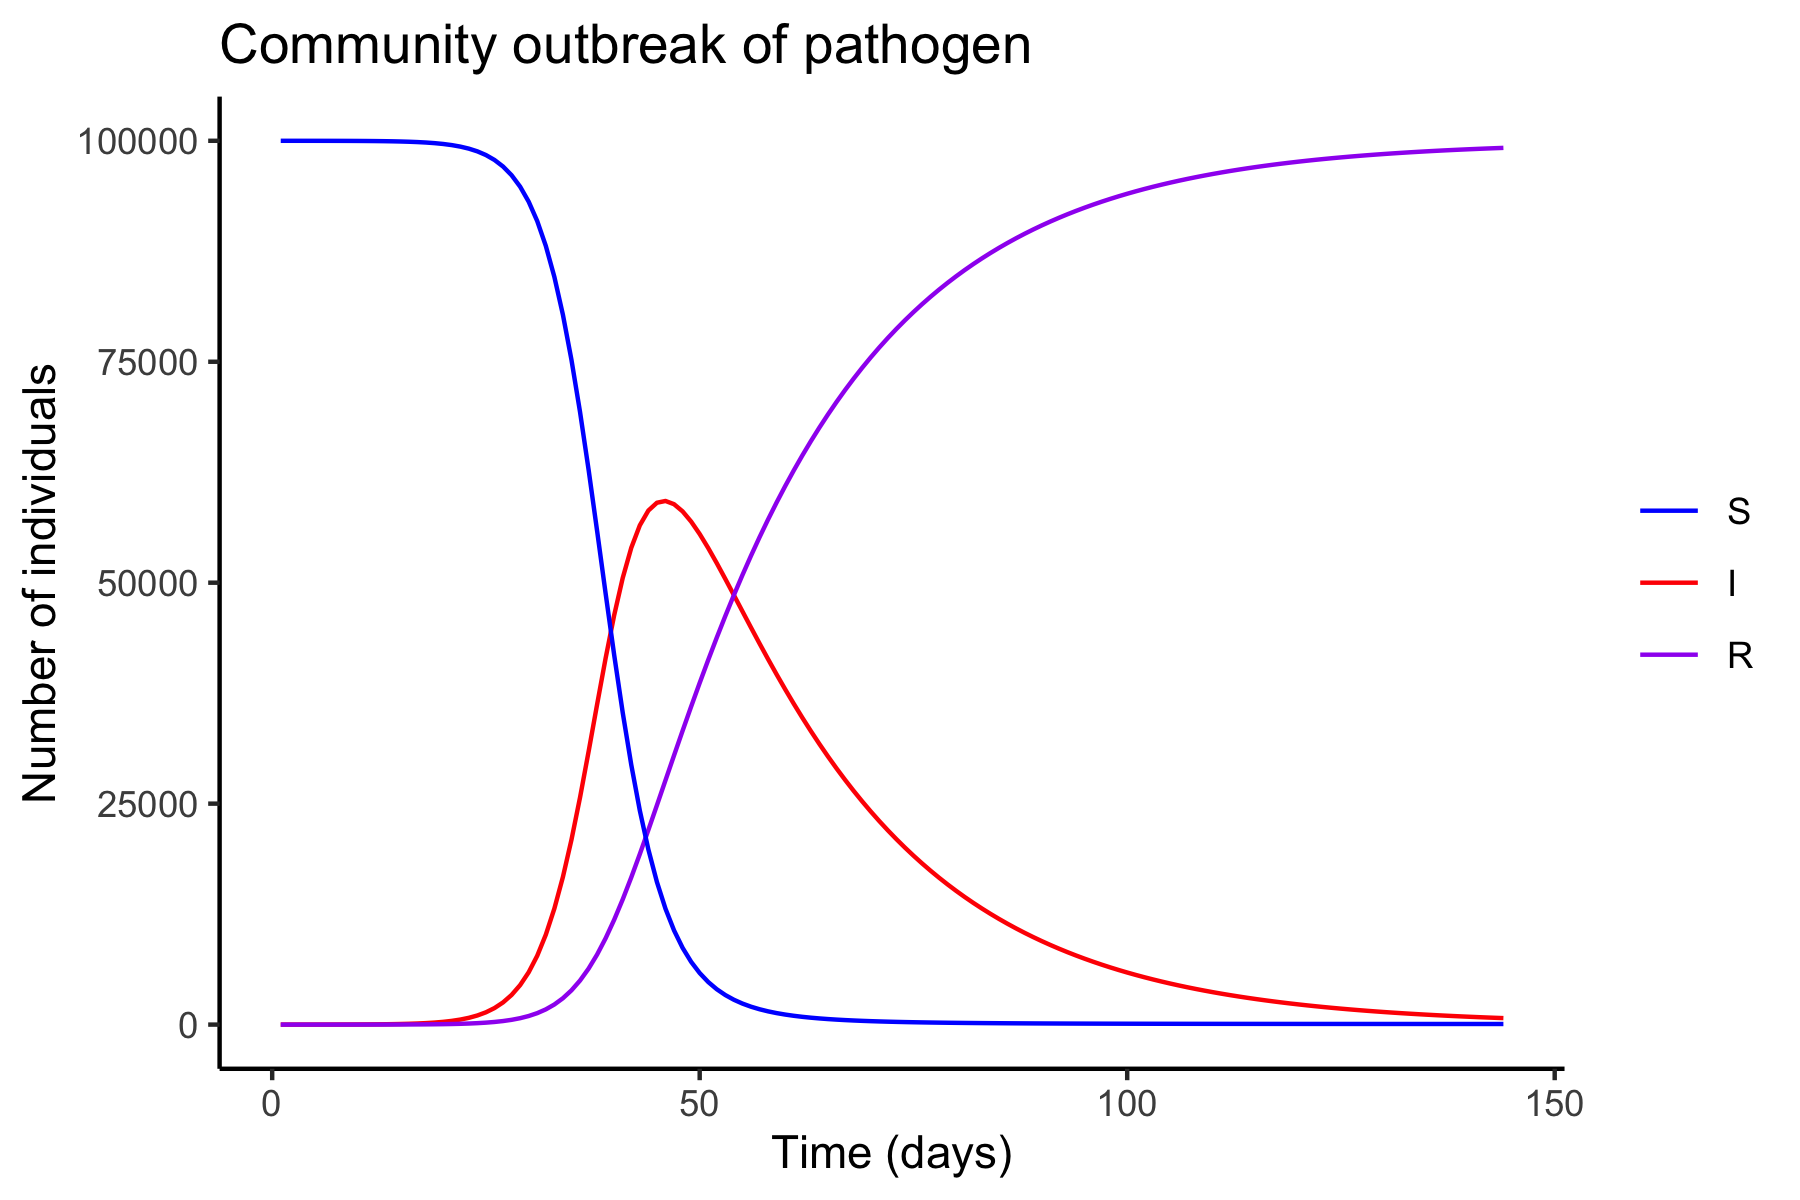 Community outbreak of pathogen
Number of individuals
100000
75000
50000
25000
0
0 50 100 150
Time (days)
S
I
R